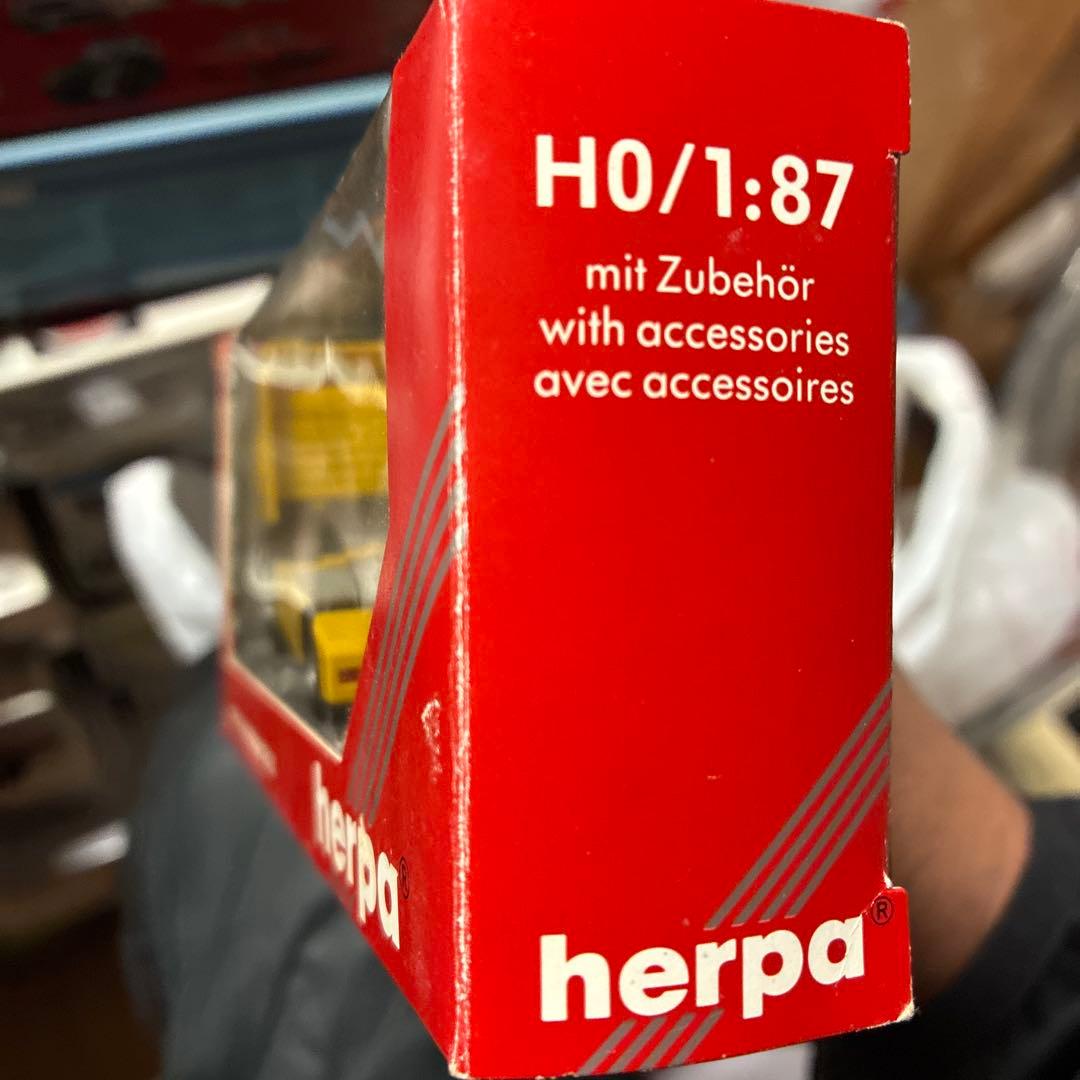 H0/1:87
mit Zubehör
with accessories
avec accessoires
herpa®
herpa®